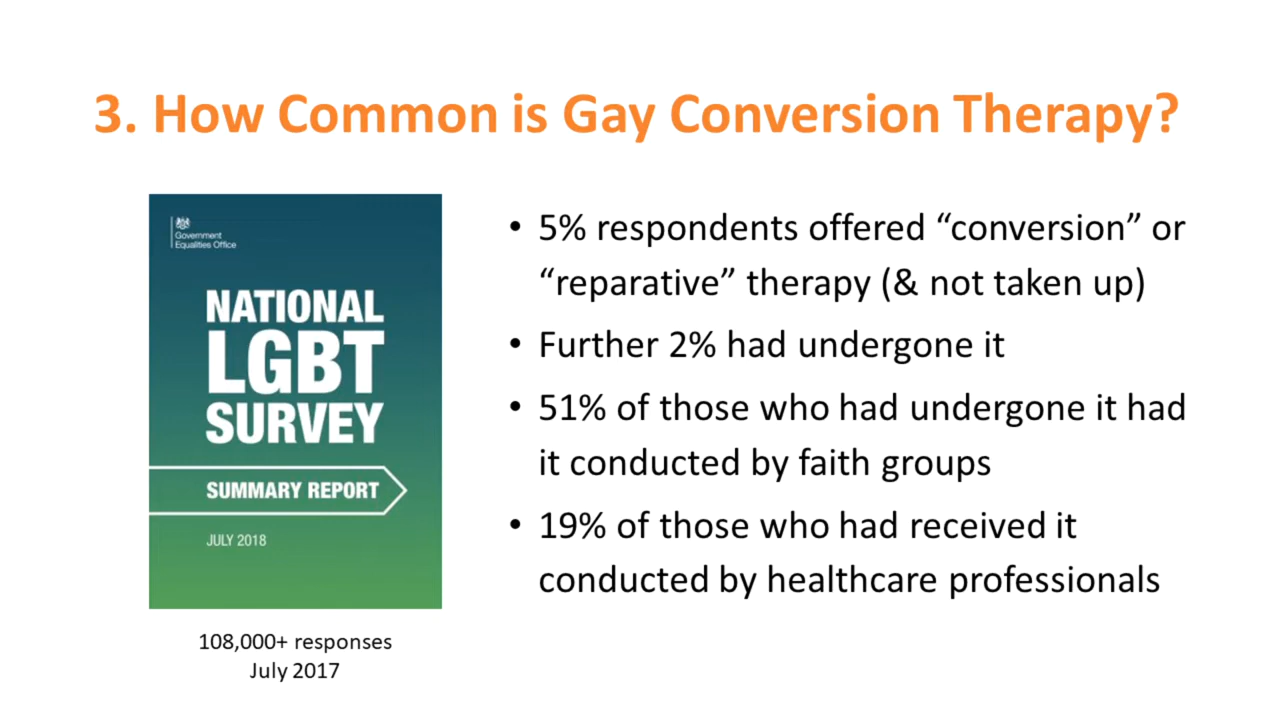 3. How Common is Gay Conversion Therapy?
Government
Equalities Office
NATIONAL
LGBT
SURVEY
SUMMARY REPORT
JULY 2018
108,000+ responses
July 2017
• 5% respondents offered “conversion” or
“reparative” therapy (& not taken up)
• Further 2% had undergone it
• 51% of those who had undergone it had
it conducted by faith groups
• 19% of those who had received it
conducted by healthcare professionals